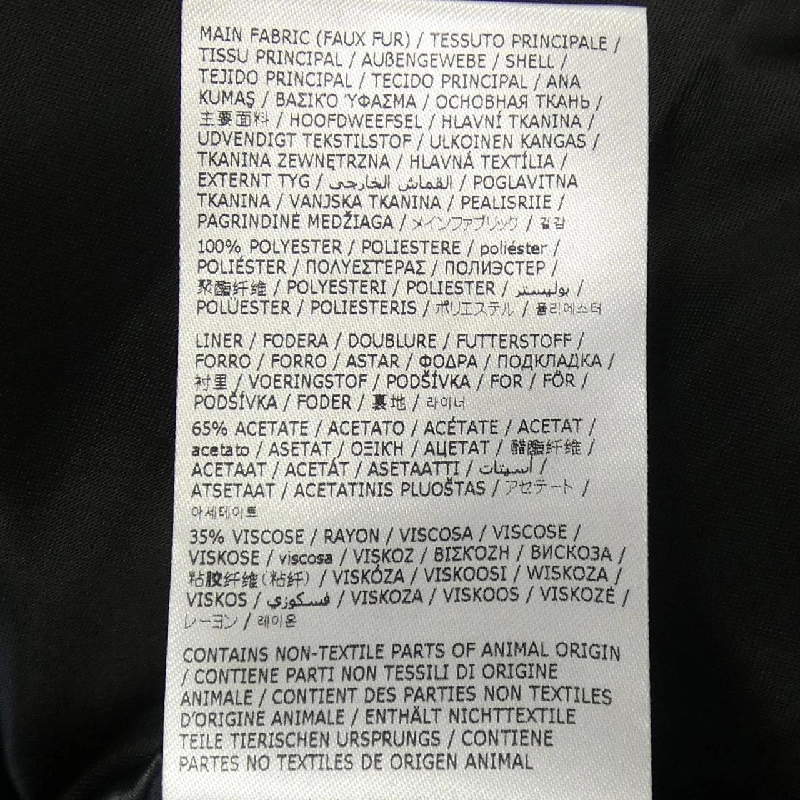 MAIN FABRIC (FAUX FUR) / TESSUTO PRINCIPALE /
TISSU PRINCIPAL / AUßENGEWEBE / SHELL /
TEJIDO PRINCIPAL / TECIDO PRINCIPAL / ANA
KUMAŞ / ΒΑΣΙΚΌ ΎΦΑΣΜΑ / ОСНОВНАЯ ТКАНЬ /
主要面料 / HOOFDWEEFSEL / HLAVNÍ TKANINA /
UDVENDIGT TEKSTILSTOF / ULKOINEN KANGAS /
TKANINA ZEWNĘTRZNA / HLAVNÁ TEXTÍLIA /
EXTERNT TYG / القماش الخارجي / POGLAVITNA
TKANINA / VANJSKA TKANINA / PEALISRIIE /
PAGRINDINĖ MEDŽIAGA / メインファブリック / 겉감
100% POLYESTER / POLIESTERE / poliéster /
POLIÉSTER / ΠΟΛΥΕΣΤΕΡΑΣ / ПОЛИЭСТЕР /
聚酯纤维 / POLYESTERI / POLIESTER / بوليستر /
POLÜESTER / POLIESTERIS / ポリエステル / 폴리에스터
LINER / FODERA / DOUBLURE / FUTTERSTOFF /
FORRO / FORRO / ASTAR / ΦΟΔΡΑ / ПОДКЛАДКА /
衬里 / VOERINGSTOF / PODŠÍVKA / FOR / FÖR /
PODŠÍVKA / FODER / 裏地 / 라이너
65% ACETATE / ACETATO / ACÉTATE / ACETAT /
acetato / ASETAT / ΟΞΙΚΉ / АЦЕТАТ / 醋酯纤维 /
ACETAAT / ACETÁT / ASETAATTI / أسيتات /
ATSETAAT / ACETATINIS PLUOŠTAS / アセテート /
아세테이트
35% VISCOSE / RAYON / VISCOSA / VISCOSE /
VISKOSE / viscosa / VISKOZ / ΒΙΣΚΌΖΗ / ВИСКОЗА /
粘胶纤维(粘纤) / VISKÓZA / VISKOOSI / WISKOZA /
VISKOS / فسكوزي / VISKOZA / VISKOOS / VISKOZĖ /
レーヨン / 레이온
CONTAINS NON-TEXTILE PARTS OF ANIMAL ORIGIN
/ CONTIENE PARTI NON TESSILI DI ORIGINE
ANIMALE / CONTIENT DES PARTIES NON TEXTILES
D'ORIGINE ANIMALE / ENTHÄLT NICHTTEXTILE
TEILE TIERISCHEN URSPRUNGS / CONTIENE
PARTES NO TEXTILES DE ORIGEN ANIMAL